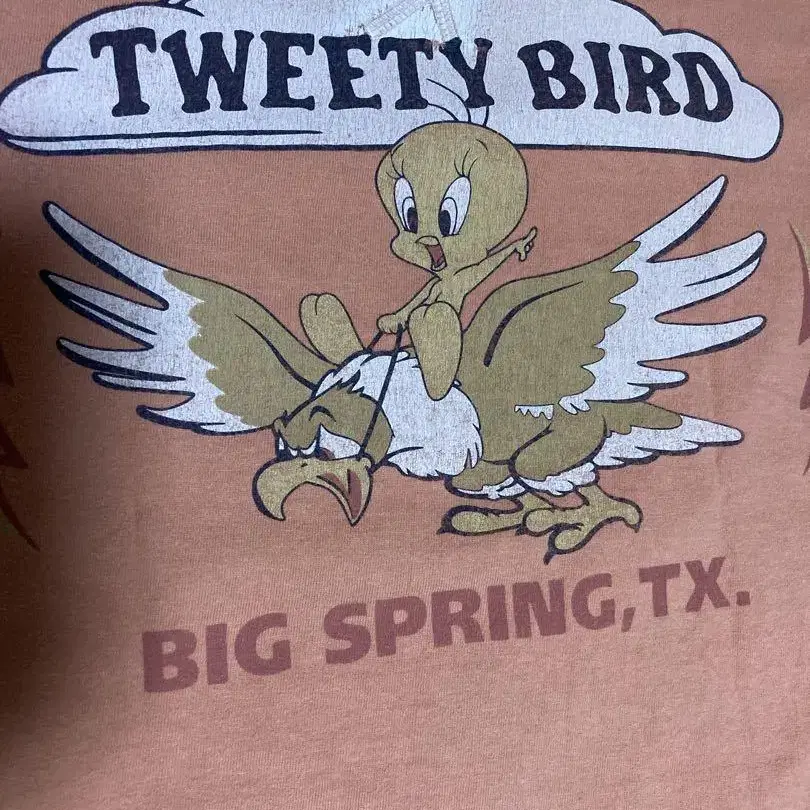 TWEETY BIRD
BIG SPRING, TX.